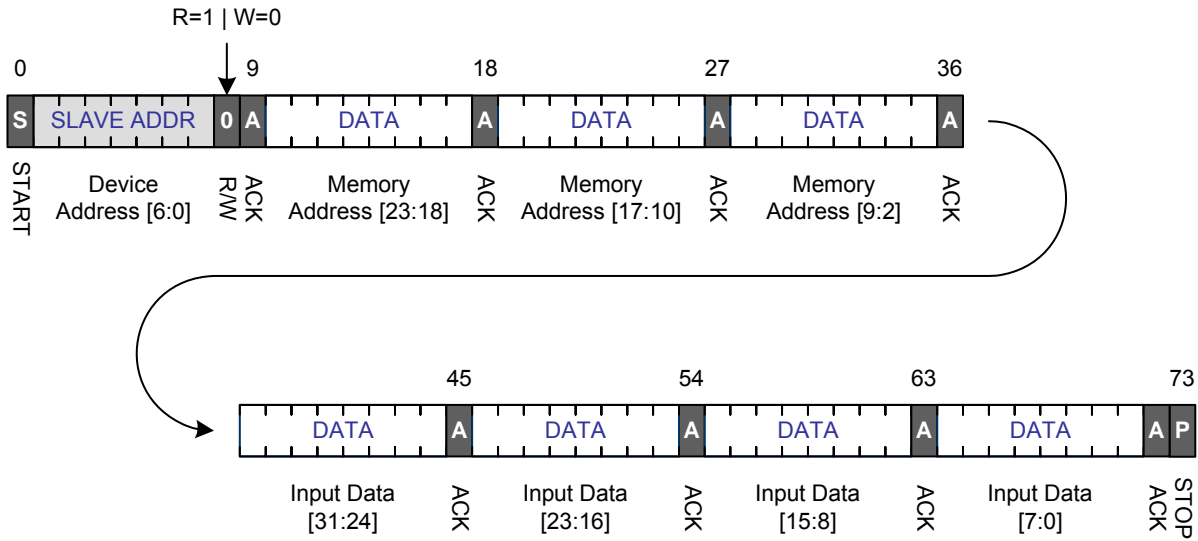 R=1 | W=0
0 9 18 27 36
S SLAVE ADDR 0 A DATA A DATA A DATA A
START Device Address [6:0] R/W ACK Memory Address [23:18] ACK Memory Address [17:10] ACK Memory Address [9:2] ACK
45 54 63 73
DATA A DATA A DATA A DATA A P
Input Data [31:24] ACK Input Data [23:16] ACK Input Data [15:8] ACK Input Data [7:0] ACK STOP